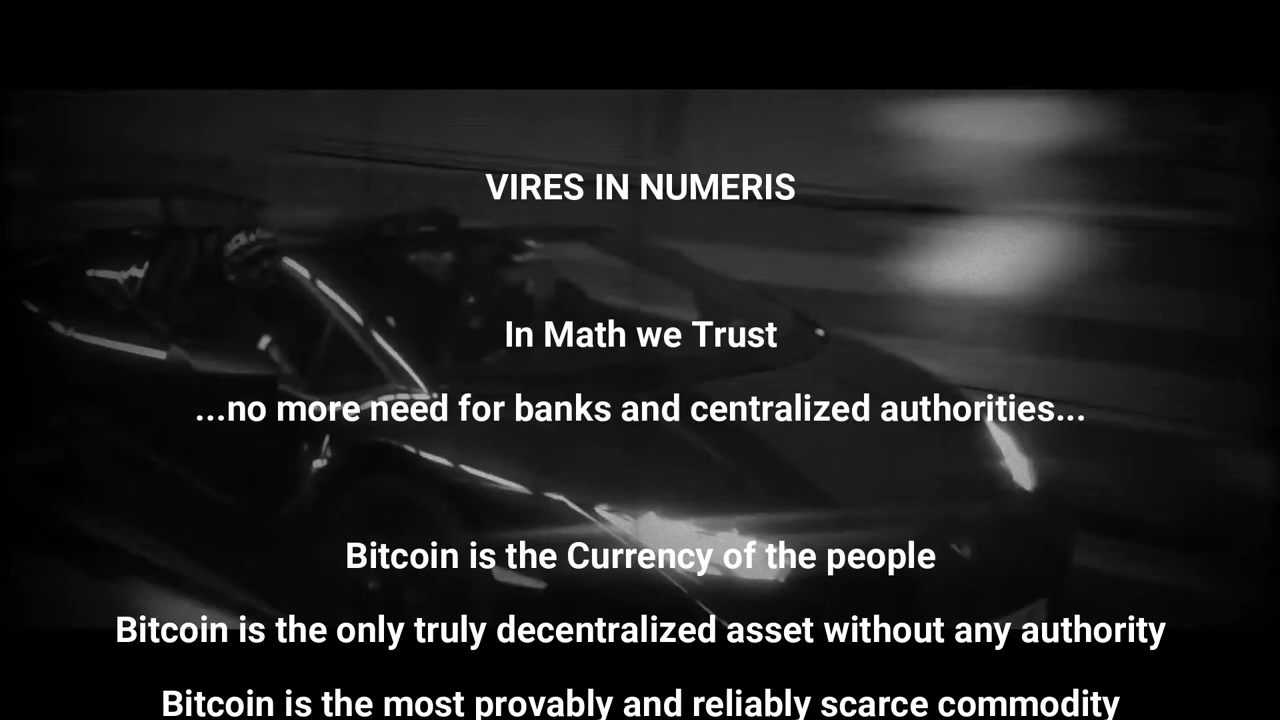 VIRES IN NUMERIS
In Math we Trust
...no more need for banks and centralized authorities...
Bitcoin is the Currency of the people
Bitcoin is the only truly decentralized asset without any authority
Bitcoin is the most provably and reliably scarce commodity